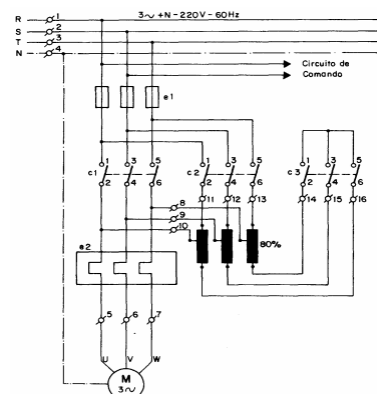 R 1 3∿ +N-220V-60Hz
S 2
T 3
N 4
Circuito de
Comando
e1
1 3 5 1 3 5 1 3 5
c1 c2 c3
2 4 6 2 4 6 2 4 6
8 11 12 13 14 15 16
9
10
e2 80%
5 6 7
U V W
M
3∿